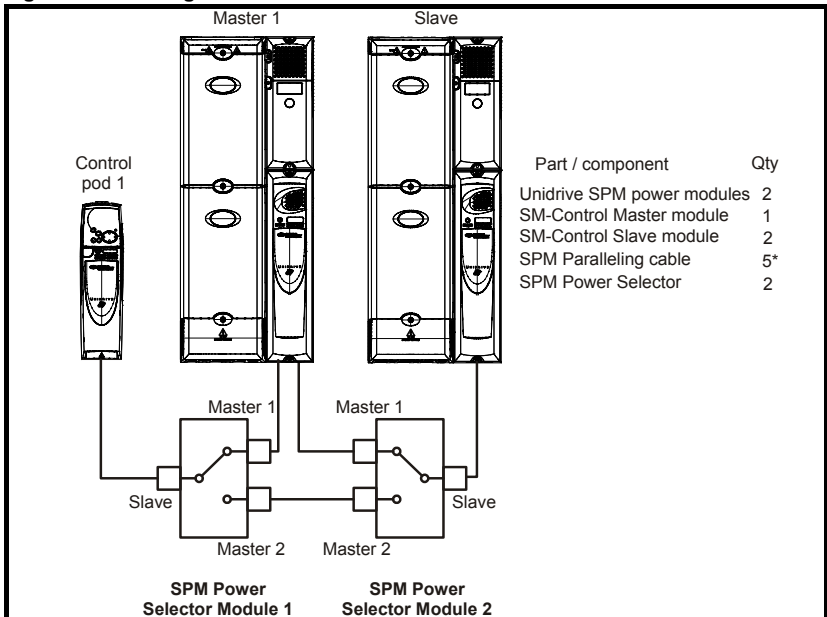 Master 1
Slave
Control
pod 1
Part / component Qty
Unidrive SPM power modules 2
SM-Control Master module 1
SM-Control Slave module 2
SPM Paralleling cable 5*
SPM Power Selector 2
Master 1
Master 1
Slave
Slave
Master 2
Master 2
SPM Power
Selector Module 1
SPM Power
Selector Module 2